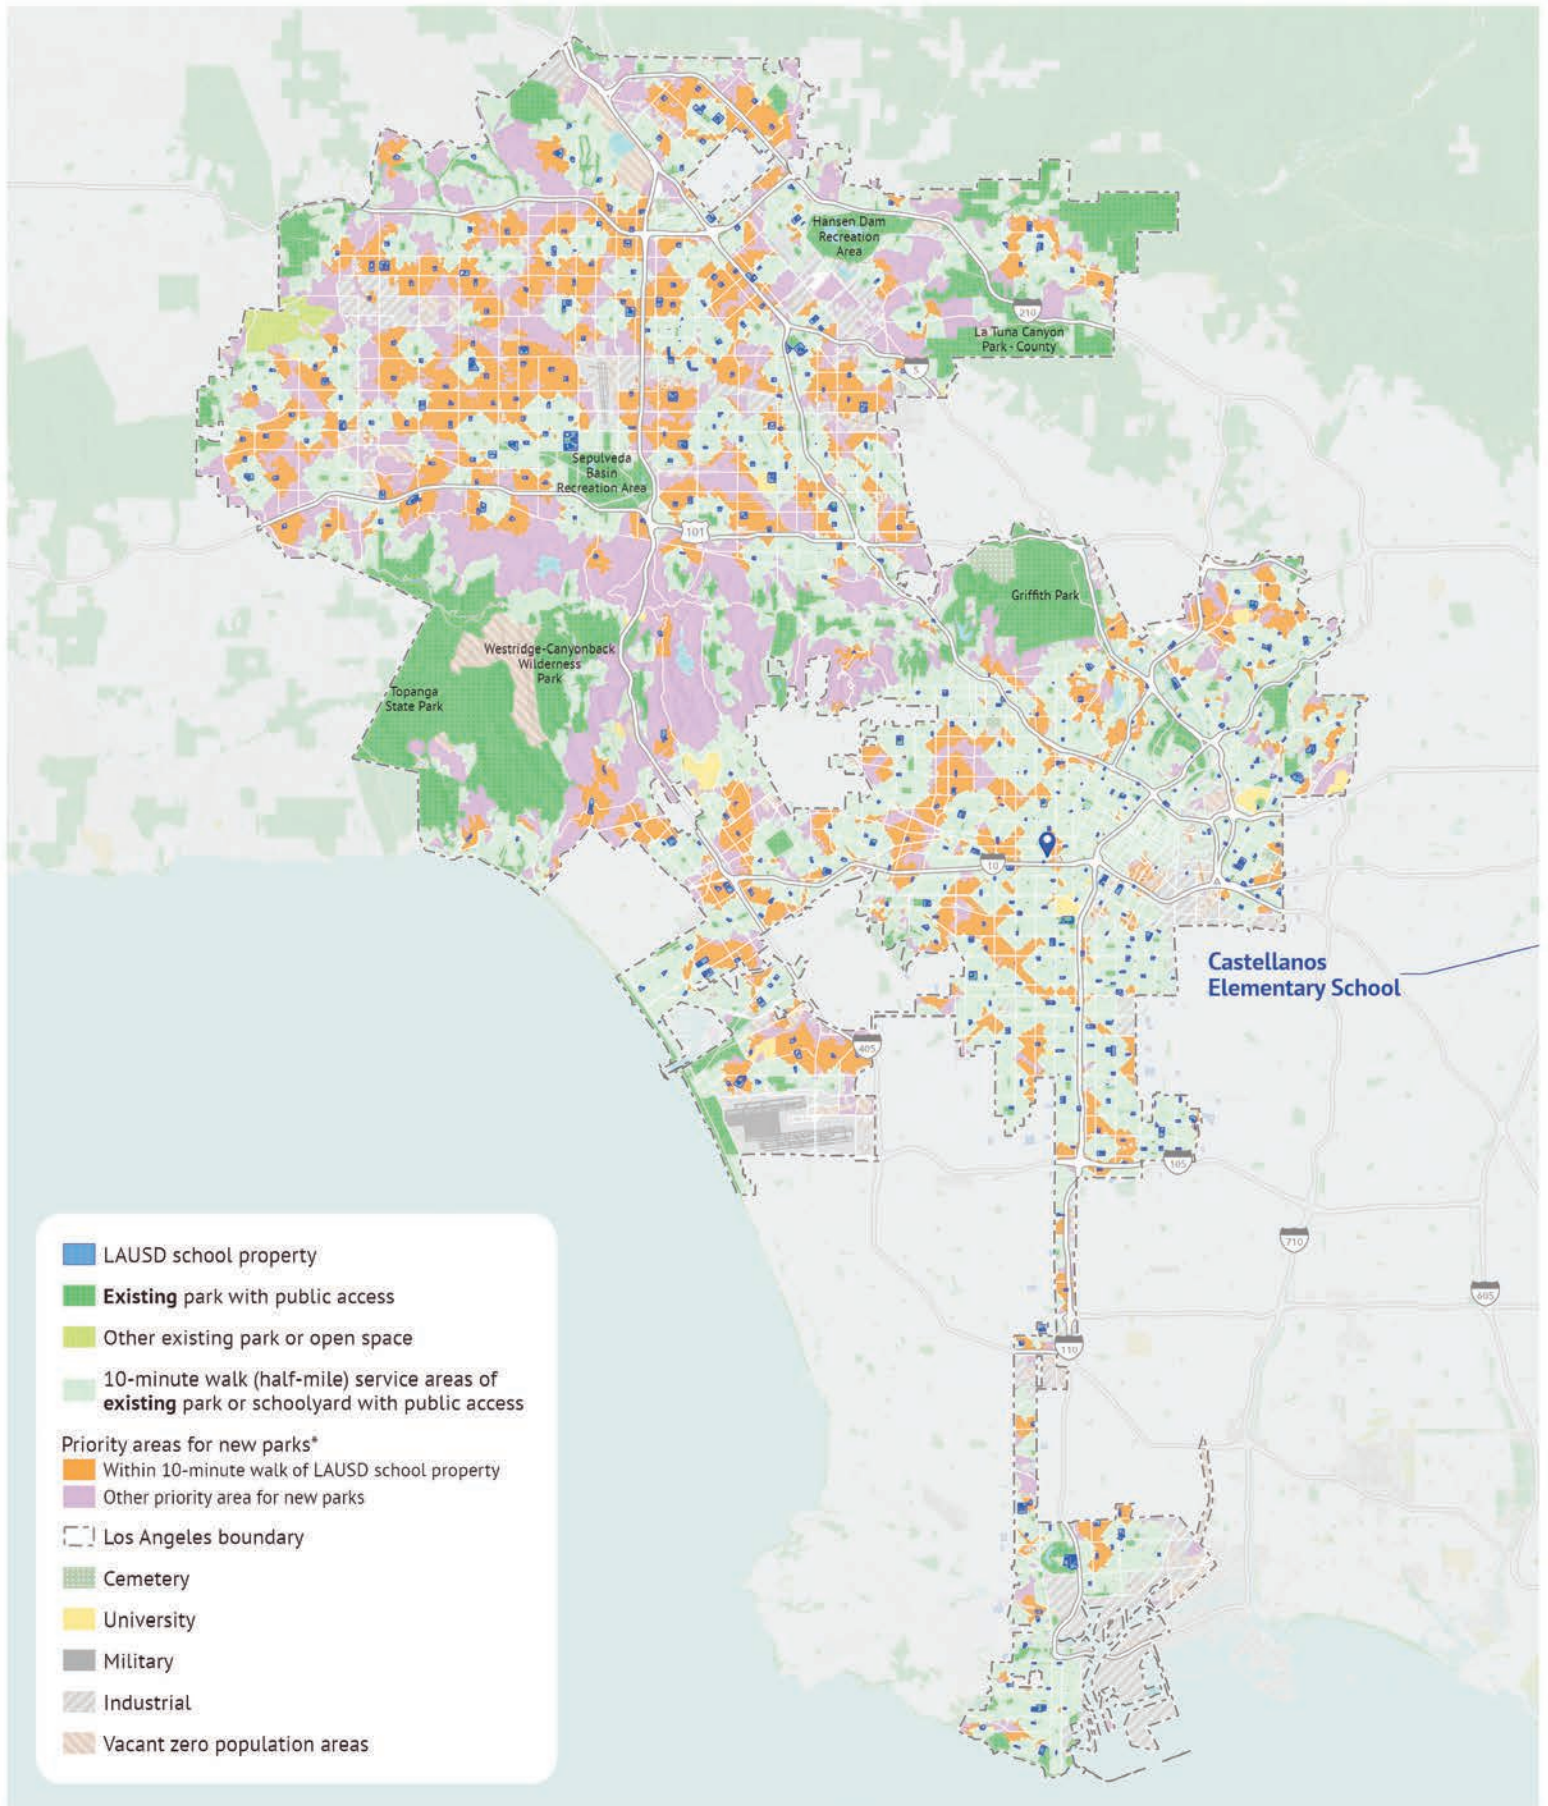 Hansen Dam
Recreation
Area
210
La Tuna Canyon
Park - County
5
Sepulveda
Basin
Recreation Area
101
Griffith Park
Westridge-Canyonback
Wilderness
Park
Topanga
State Park
10
Castellanos
Elementary School
405
105
710
605
110
LAUSD school property
Existing park with public access
Other existing park or open space
10-minute walk (half-mile) service areas of
existing park or schoolyard with public access
Priority areas for new parks*
Within 10-minute walk of LAUSD school property
Other priority area for new parks
Los Angeles boundary
Cemetery
University
Military
Industrial
Vacant zero population areas